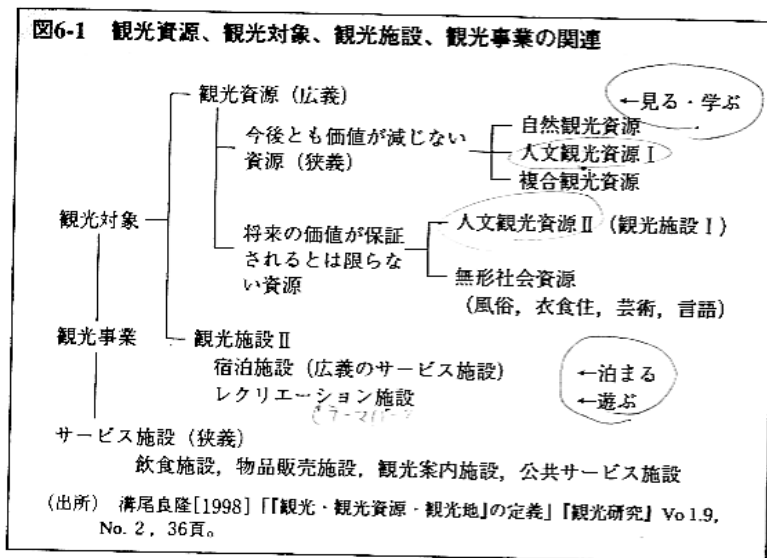 図6-1 観光資源、観光対象、観光施設、観光事業の関連
観光資源（広義）
←見る・学ぶ
今後とも価値が減じない
資源（狭義）
自然観光資源
人文観光資源Ⅰ
複合観光資源
観光対象
将来の価値が保証
されるとは限らな
い資源
人文観光資源Ⅱ（観光施設Ⅰ）
無形社会資源
（風俗，衣食住，芸術，言語）
観光事業
観光施設Ⅱ
宿泊施設（広義のサービス施設）
←泊まる
レクリエーション施設
←遊ぶ
サービス施設（狭義）
飲食施設，物品販売施設，観光案内施設，公共サービス施設
（出所） 溝尾良隆[1998]「『観光・観光資源・観光地』の定義」『観光研究』Vo1.9,
No. 2，36頁。